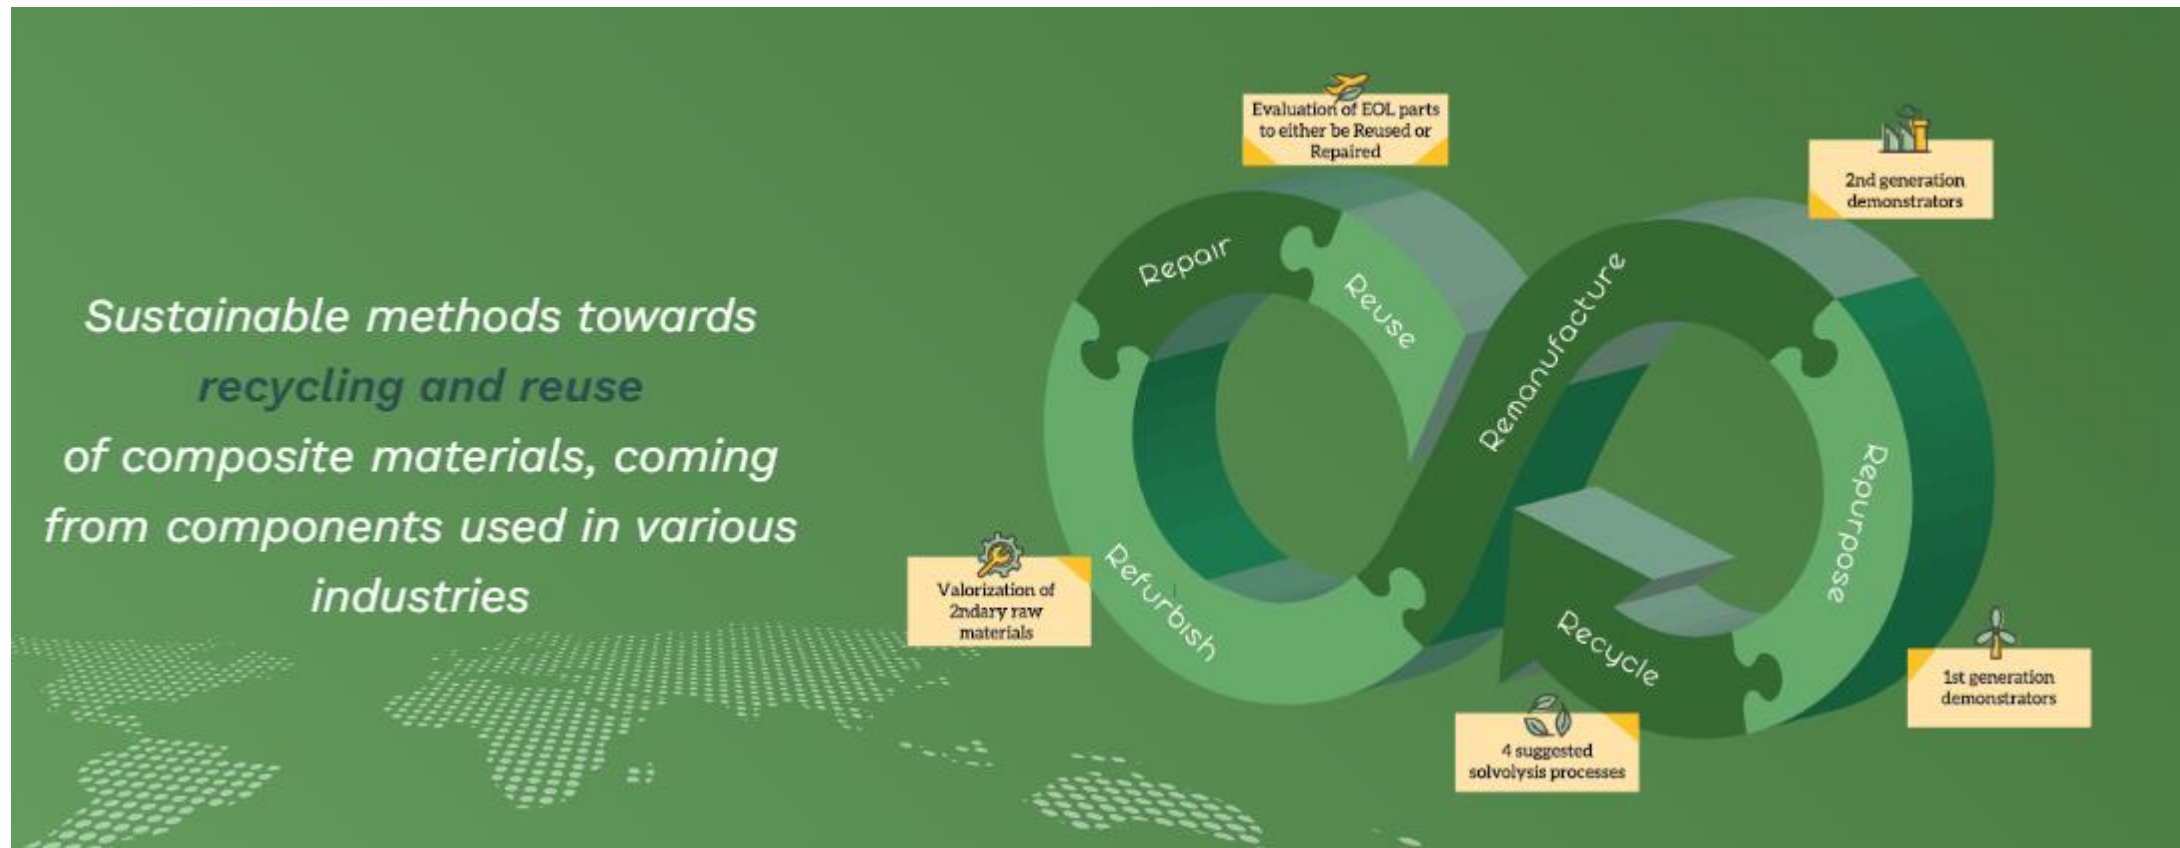 Sustainable methods towards
recycling and reuse
of composite materials, coming
from components used in various
industries
Evaluation of EOL parts
to either be Reused or
Repaired
2nd generation
demonstrators
Repair
Reuse
Remanufacture
Repurpose
Refurbish
Recycle
Valorization of
2ndary raw
materials
1st generation
demonstrators
4 suggested
solvolysis processes